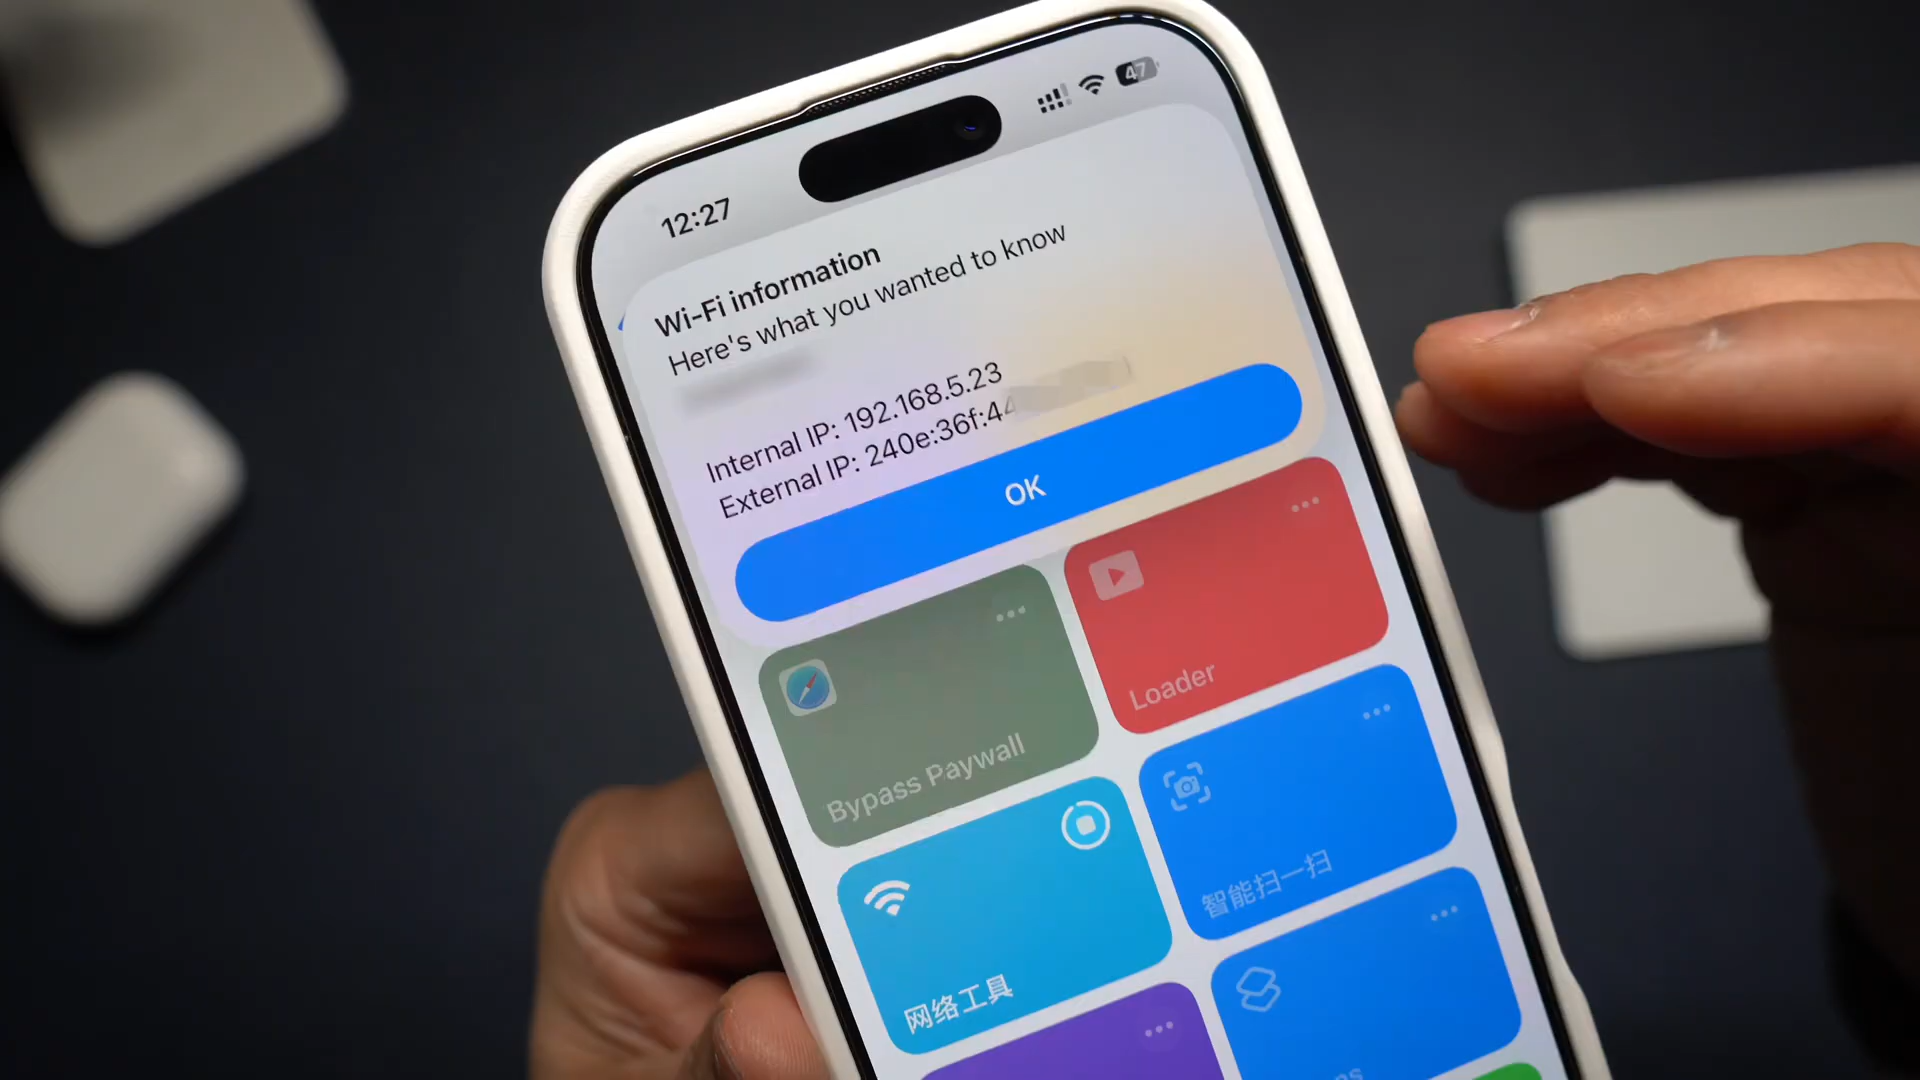 12:27
47
Wi-Fi information
Here's what you wanted to know
Internal IP: 192.168.5.23
External IP: 240e:36f:44
OK
Loader
Bypass Paywall
智能扫一扫
网络工具